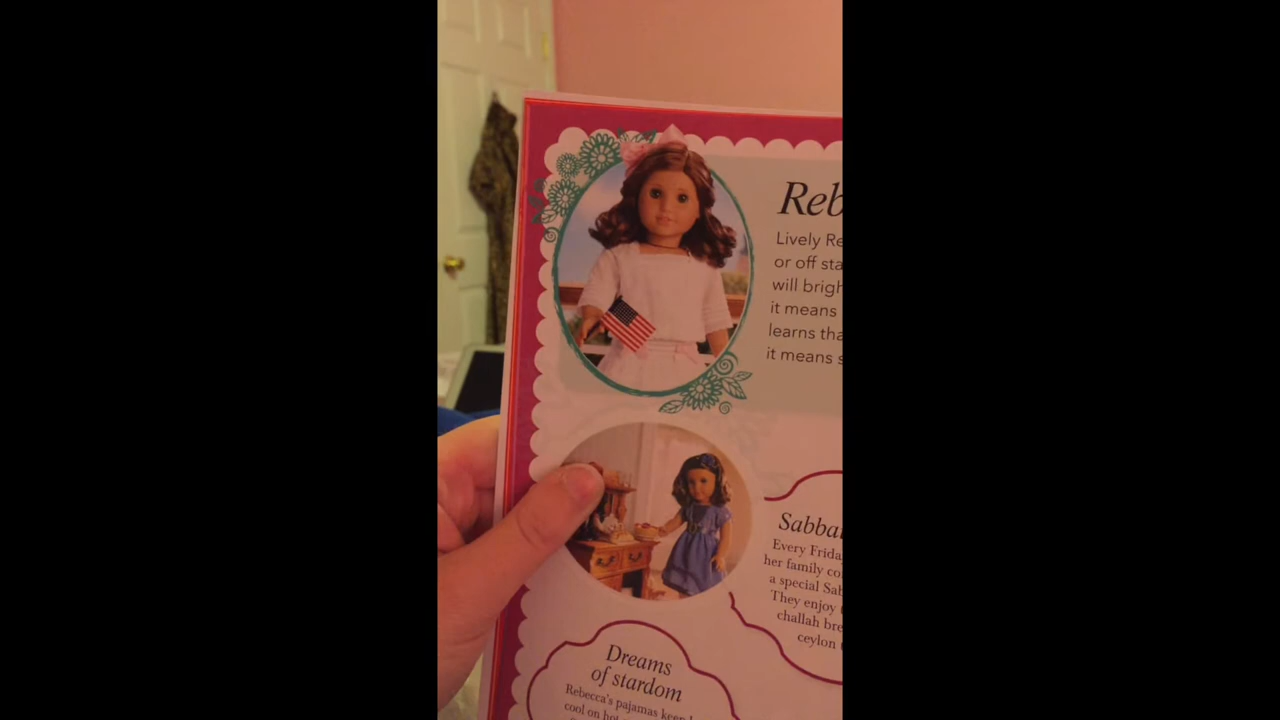 Reb
Lively Re
or off sta
will brigh
it means
learns tha
it means s
Sabba
Every Frida
her family co
a special Sab
They enjoy
challah bre
ceylon
Dreams
of stardom
Rebecca's pajamas keep
cool on hot